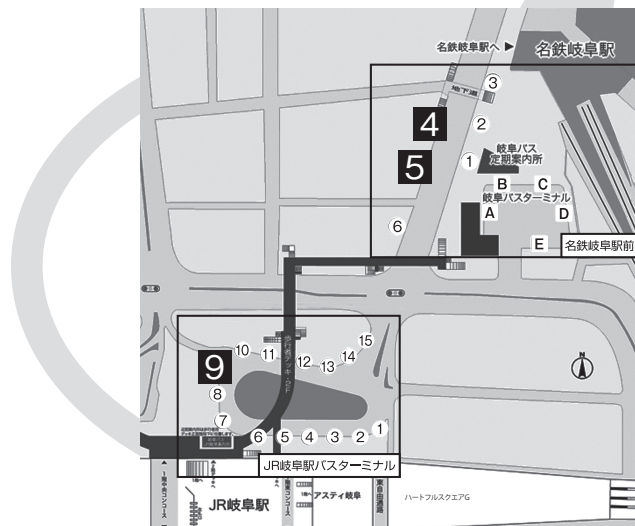 名鉄岐阜駅へ ▶
名鉄岐阜駅
地下道
3
4
2
5
1
岐阜バス
定期案内所
B
C
岐阜バスターミナル
A
D
6
E
名鉄岐阜駅前
15
14
13
12
11
10
歩行者デッキ・2F
9
8
7
6
5
4
3
2
1
N
JR岐阜駅バスターミナル
JR岐阜駅
アスティ岐阜
東自由通路
ハートフルスクエアG